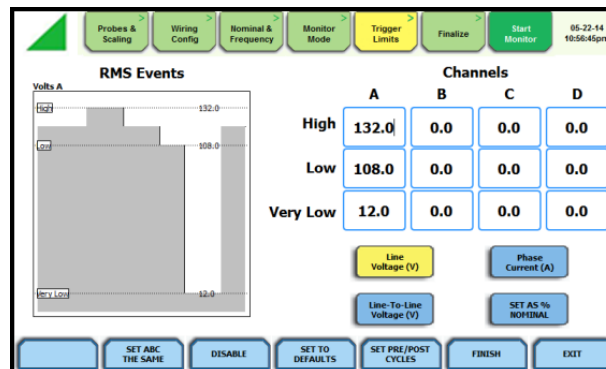 > > > > > >
Probes &
Scaling
Wiring
Config
Nominal &
Frequency
Monitor
Mode
Trigger
Limits
Finalize
Start
Monitor
05-22-14
10:56:45pm
RMS Events
Volts A
High
132.0
Low
108.0
Very Low
12.0
Channels
A B C D
High 132.0 0.0 0.0 0.0
Low 108.0 0.0 0.0 0.0
Very Low 12.0 0.0 0.0 0.0
Line
Voltage (V)
Phase
Current (A)
Line-To-Line
Voltage (V)
SET AS %
NOMINAL
SET ABC
THE SAME
DISABLE
SET TO
DEFAULTS
SET PRE/POST
CYCLES
FINISH
EXIT